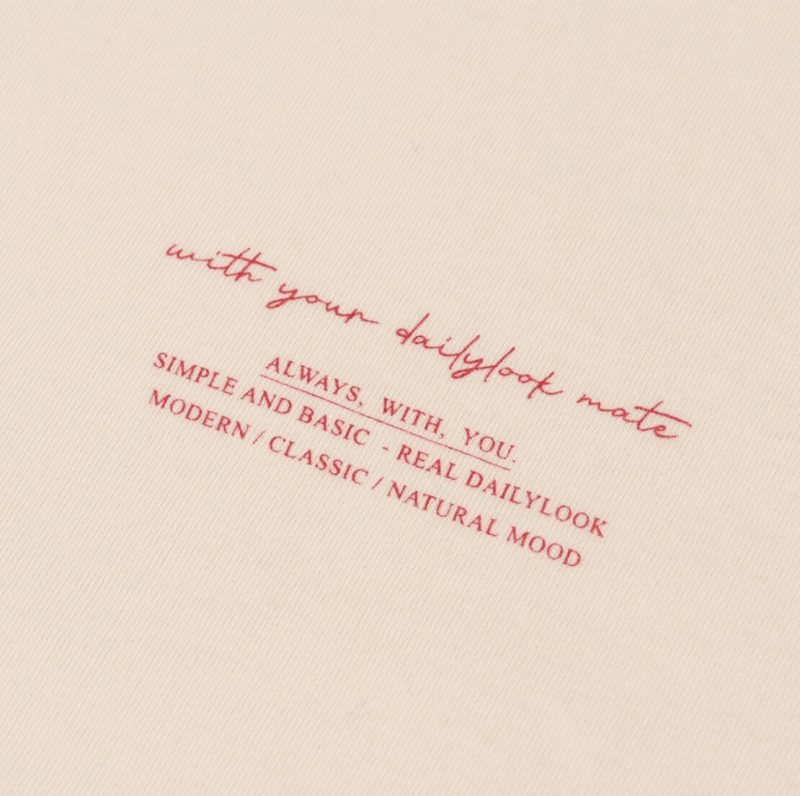 with your dailylook mate
ALWAYS, WITH, YOU.
SIMPLE AND BASIC - REAL DAILYLOOK
MODERN / CLASSIC / NATURAL MOOD